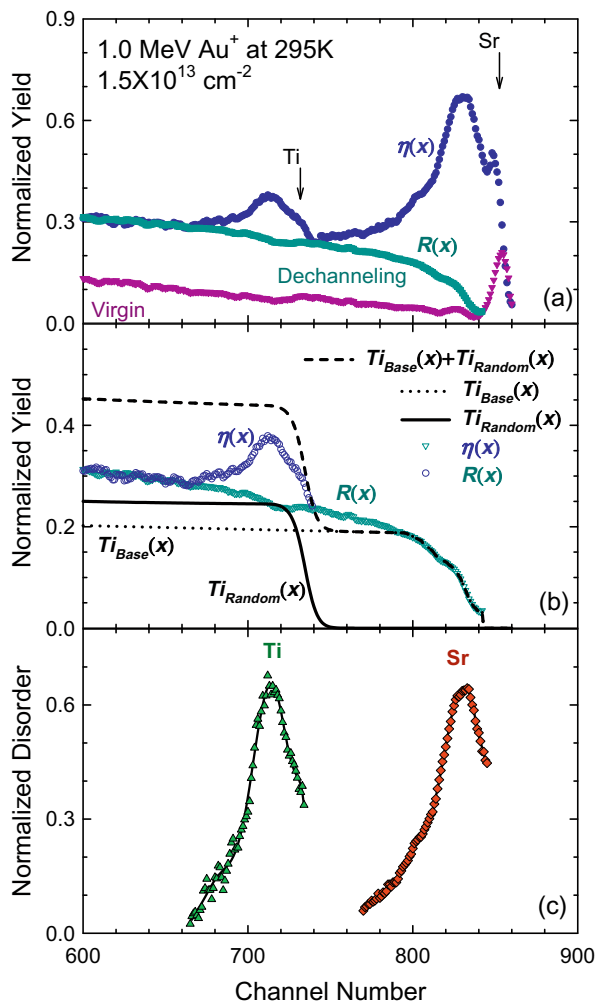 1.0 MeV Au+ at 295K
1.5X10^13 cm^-2
Sr
Ti
η(x)
R(x)
Dechanneling
Virgin
(a)
Normalized Yield
0.9
0.6
0.3
0.0
Ti_Base(x)+Ti_Random(x)
Ti_Base(x)
Ti_Random(x)
η(x)
R(x)
η(x)
R(x)
Ti_Base(x)
Ti_Random(x)
(b)
Normalized Yield
0.4
0.2
0.0
Ti
Sr
(c)
Normalized Disorder
0.6
0.3
0.0
600 700 800 900
Channel Number